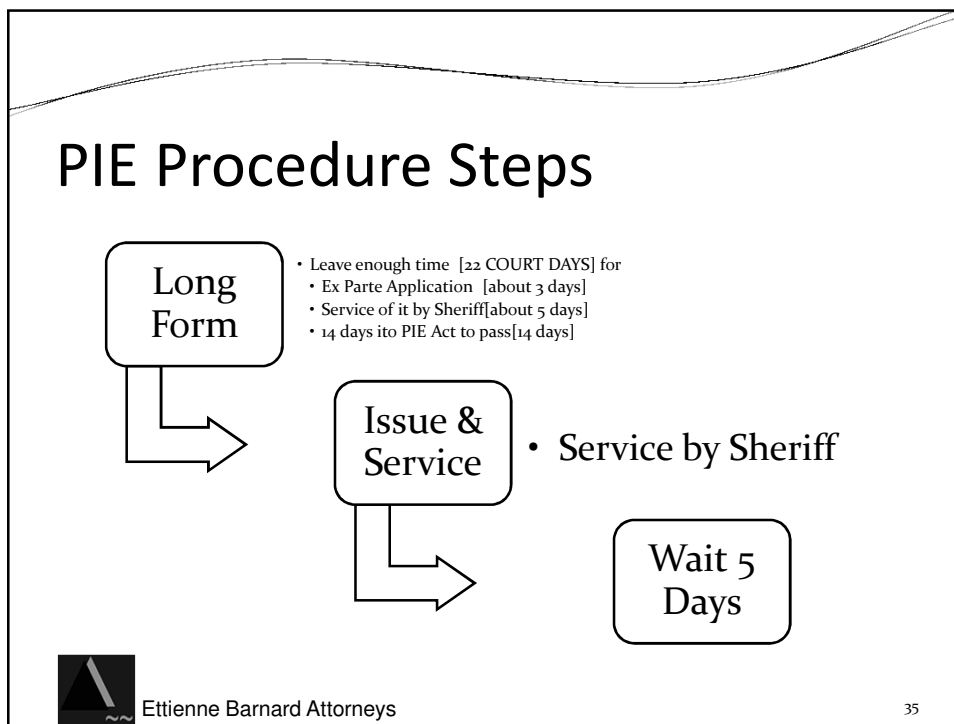 PIE Procedure Steps
Long
Form
• Leave enough time [22 COURT DAYS] for
• Ex Parte Application [about 3 days]
• Service of it by Sheriff[about 5 days]
• 14 days ito PIE Act to pass[14 days]
Issue &
Service
• Service by Sheriff
Wait 5
Days
~~
Ettienne Barnard Attorneys
35